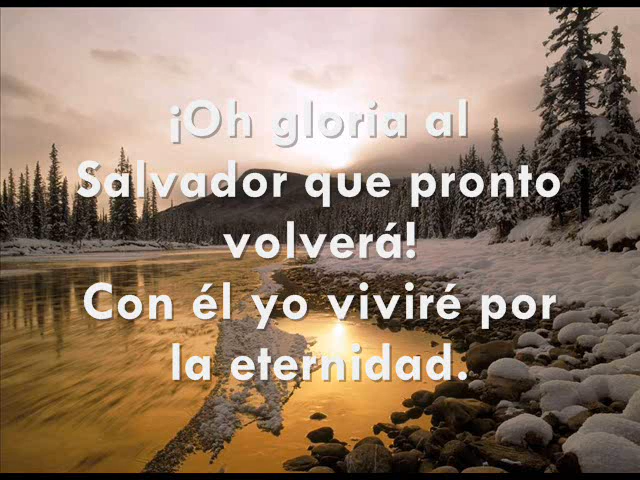 ¡Oh gloria al
Salvador que pronto
volverá!
Con él yo viviré por
la eternidad.